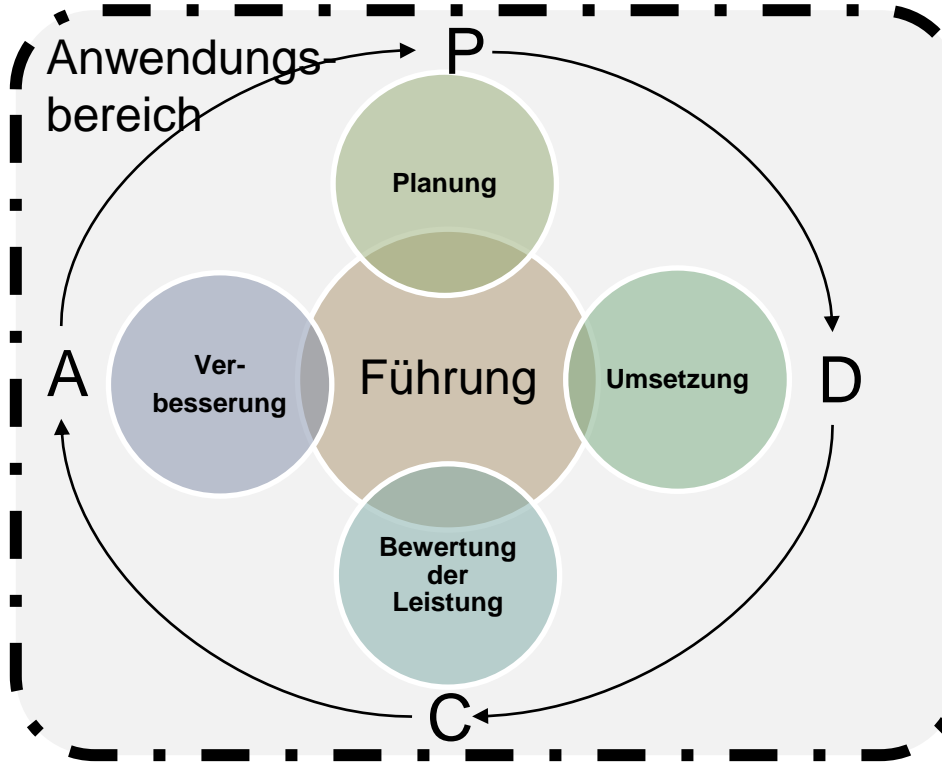 Anwendungs-
bereich
P
Planung
A
Ver-
besserung
Führung
Umsetzung
D
Bewertung
der
Leistung
C